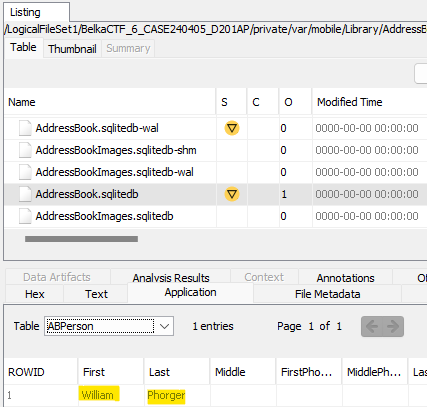 Listing
/LogicalFileSet1/BelkaCTF_6_CASE240405_D201AP/private/var/mobile/Library/AddressB
Table Thumbnail Summary
Name S C O Modified Time
AddressBook.sqlitedb-wal 0 0000-00-00 00:00:00
AddressBookImages.sqlitedb-shm 0 0000-00-00 00:00:00
AddressBookImages.sqlitedb-wal 0 0000-00-00 00:00:00
AddressBook.sqlitedb 1 0000-00-00 00:00:00
AddressBookImages.sqlitedb 0 0000-00-00 00:00:00
Data Artifacts Analysis Results Context Annotations
Hex Text Application File Metadata
Table ABPerson 1 entries Page 1 of 1
ROWID First Last Middle FirstPho... MiddlePh... Las
1 William Phorger